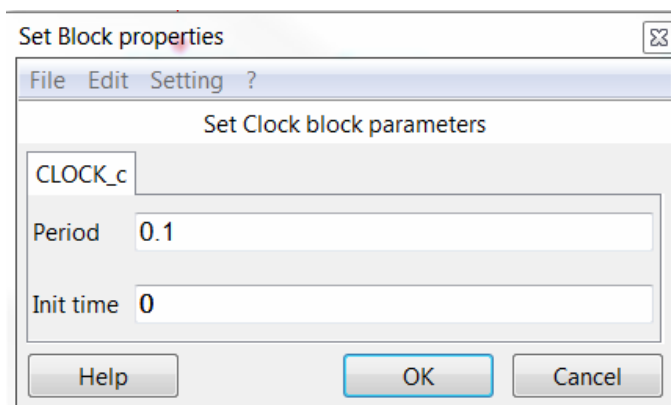 Set Block properties
File Edit Setting ?
Set Clock block parameters
CLOCK_c
Period 0.1
Init time 0
Help OK Cancel